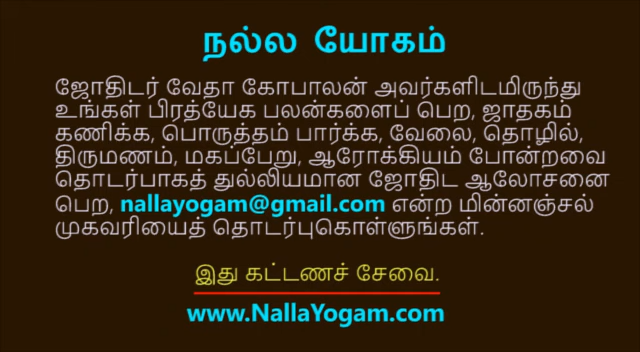 நல்ல யோகம்
ஜோதிடர் வேதா கோபாலன் அவர்களிடமிருந்து
உங்கள் பிரத்யேக பலன்களைப் பெற, ஜாதகம்
கணிக்க, பொருத்தம் பார்க்க, வேலை, தொழில்,
திருமணம், மகப்பேறு, ஆரோக்கியம் போன்றவை
தொடர்பாகத் துல்லியமான ஜோதிட ஆலோசனை
பெற, nallayogam@gmail.com என்ற மின்னஞ்சல்
முகவரியைத் தொடர்புகொள்ளுங்கள்.
இது கட்டணச் சேவை.
www.NallaYogam.com